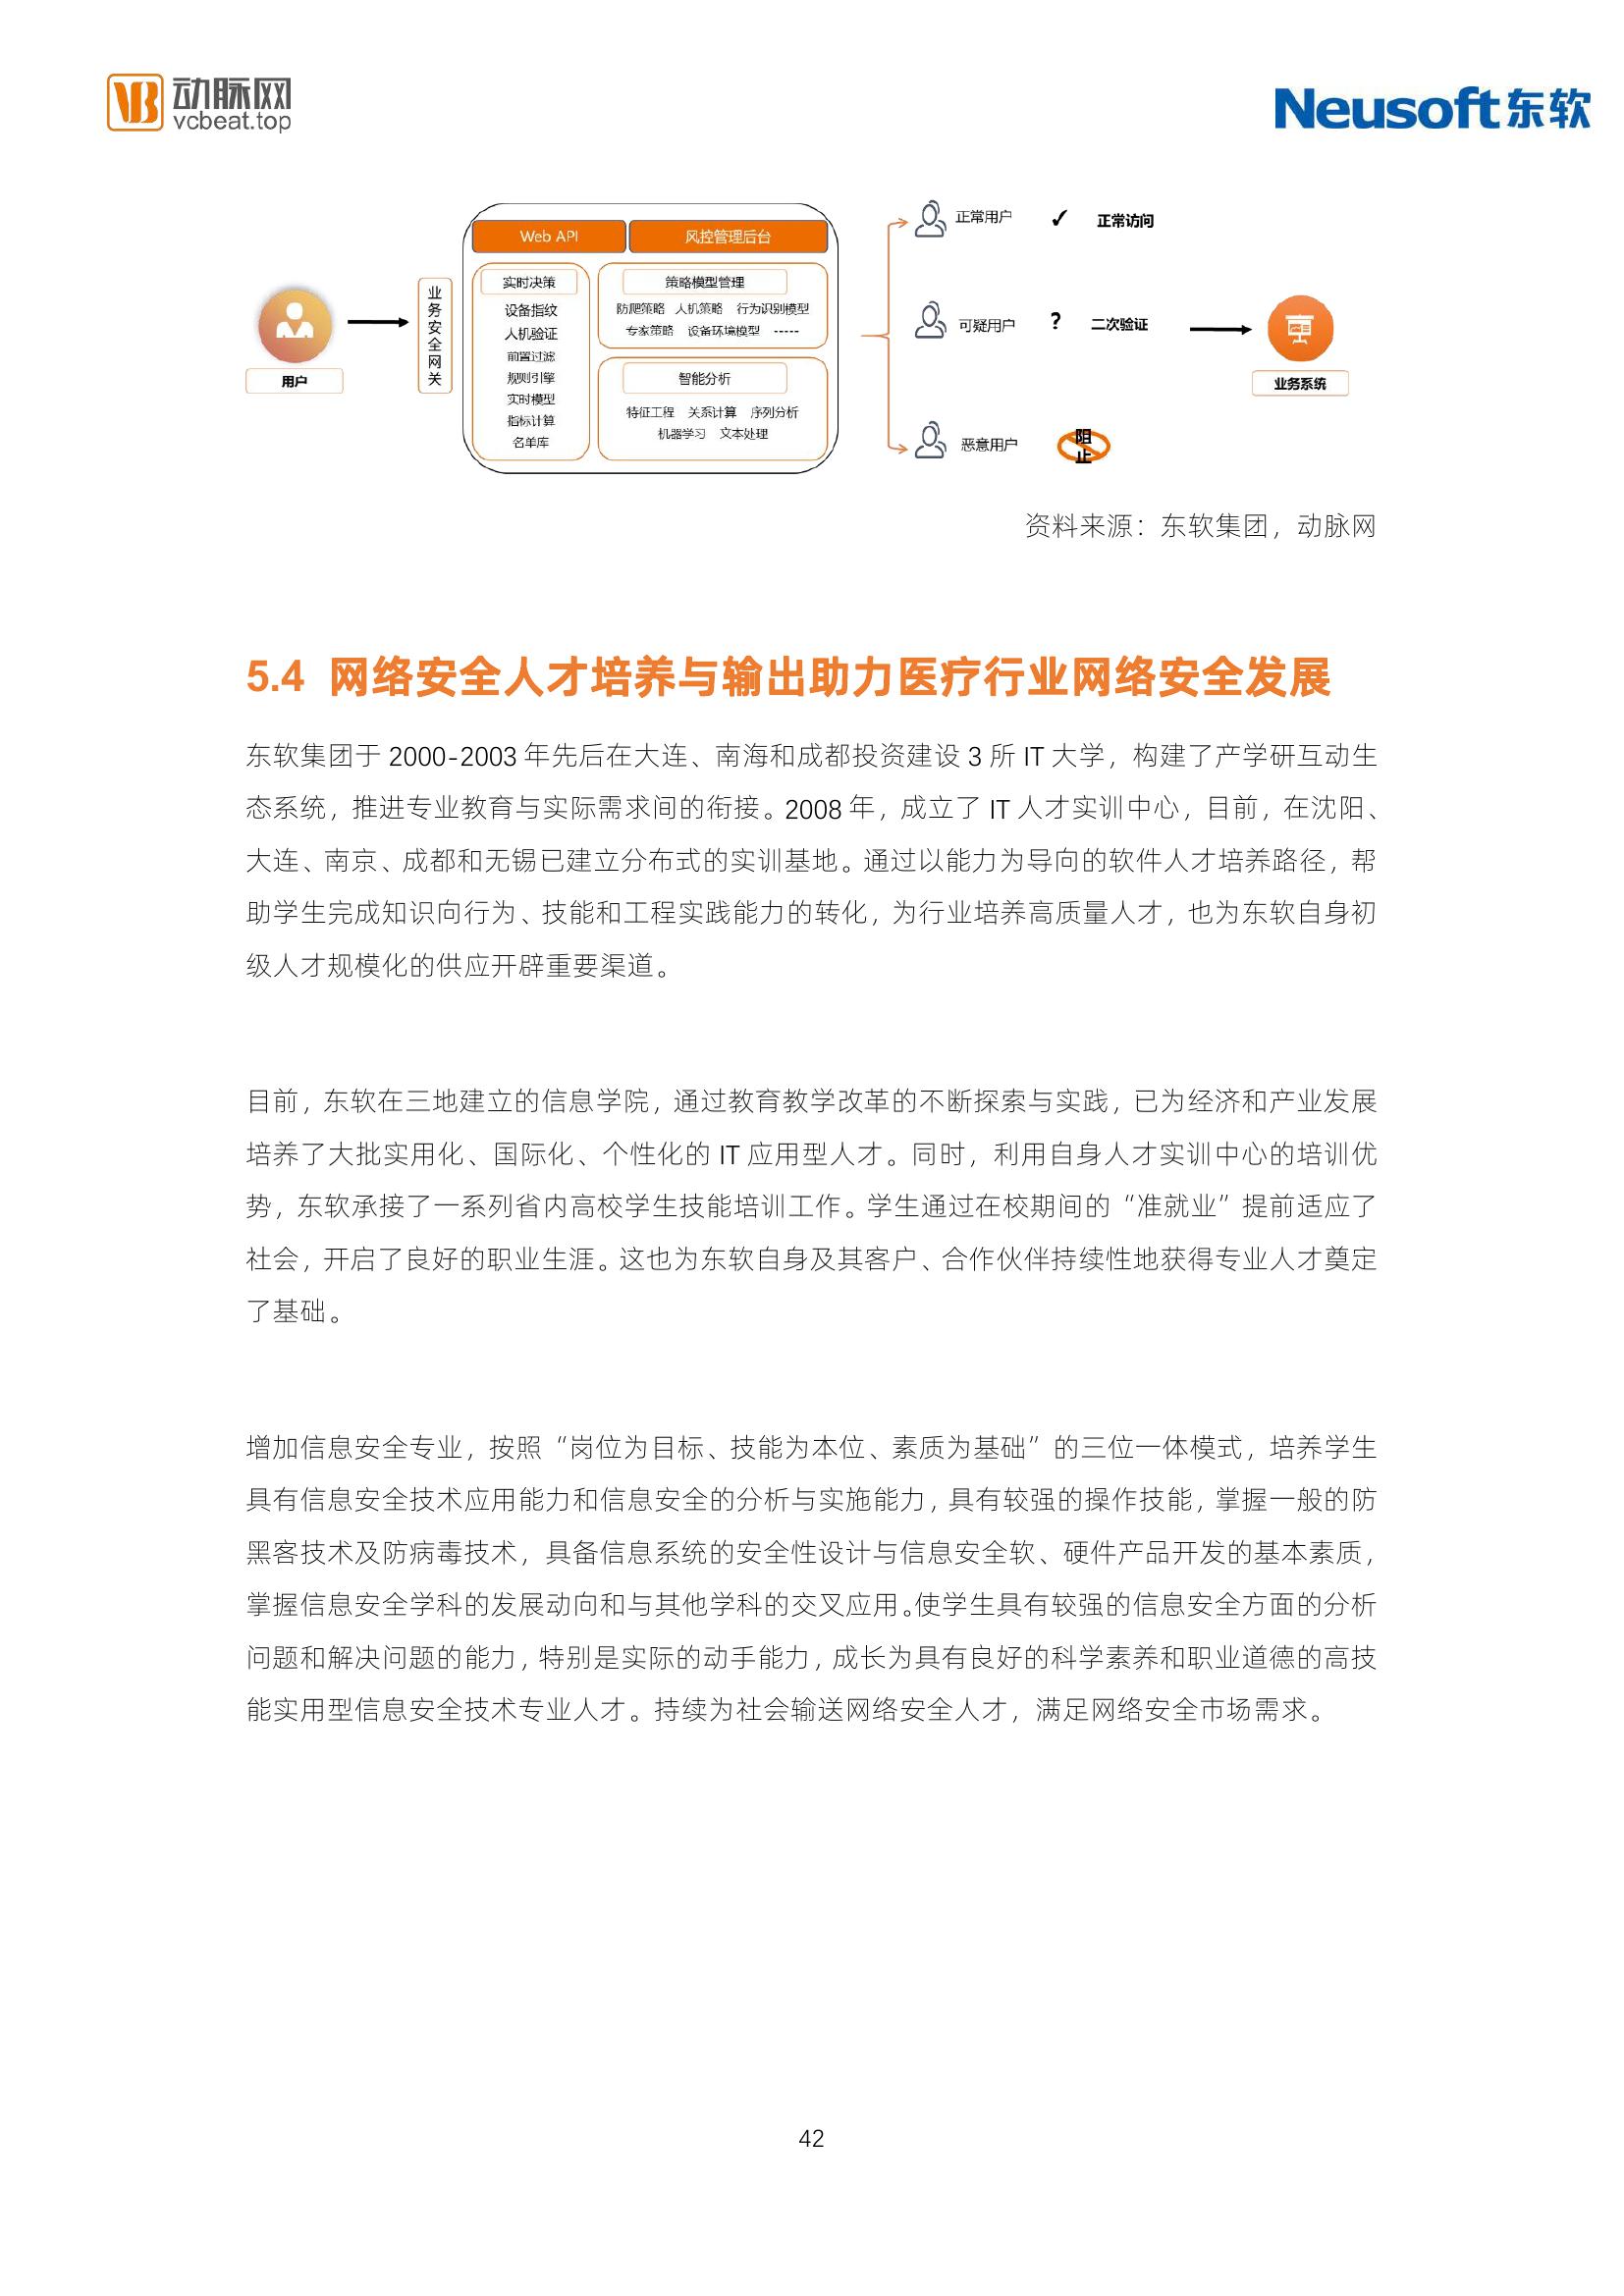 动脉网
vcbeat.top
Neusoft东软
用户
业务安全网关
Web API
风控管理后台
实时决策
设备指纹
人机验证
前置过滤
规则引擎
实时模型
指标计算
名单库
策略模型管理
防爬策略 人机策略 行为识别模型
专家策略 设备环境模型 -----
智能分析
特征工程 关系计算 序列分析
机器学习 文本处理
正常用户 ✓ 正常访问
可疑用户 ? 二次验证
恶意用户 阻止
业务系统
资料来源：东软集团，动脉网
5.4 网络安全人才培养与输出助力医疗行业网络安全发展
东软集团于 2000-2003 年先后在大连、南海和成都投资建设 3 所 IT 大学，构建了产学研互动生
态系统，推进专业教育与实际需求间的衔接。2008 年，成立了 IT 人才实训中心，目前，在沈阳、
大连、南京、成都和无锡已建立分布式的实训基地。通过以能力为导向的软件人才培养路径，帮
助学生完成知识向行为、技能和工程实践能力的转化，为行业培养高质量人才，也为东软自身初
级人才规模化的供应开辟重要渠道。
目前，东软在三地建立的信息学院，通过教育教学改革的不断探索与实践，已为经济和产业发展
培养了大批实用化、国际化、个性化的 IT 应用型人才。同时，利用自身人才实训中心的培训优
势，东软承接了一系列省内高校学生技能培训工作。学生通过在校期间的“准就业”提前适应了
社会，开启了良好的职业生涯。这也为东软自身及其客户、合作伙伴持续性地获得专业人才奠定
了基础。
增加信息安全专业，按照“岗位为目标、技能为本位、素质为基础”的三位一体模式，培养学生
具有信息安全技术应用能力和信息安全的分析与实施能力，具有较强的操作技能，掌握一般的防
黑客技术及防病毒技术，具备信息系统的安全性设计与信息安全软、硬件产品开发的基本素质，
掌握信息安全学科的发展动向和与其他学科的交叉应用。使学生具有较强的信息安全方面的分析
问题和解决问题的能力，特别是实际的动手能力，成长为具有良好的科学素养和职业道德的高技
能实用型信息安全技术专业人才。持续为社会输送网络安全人才，满足网络安全市场需求。
42